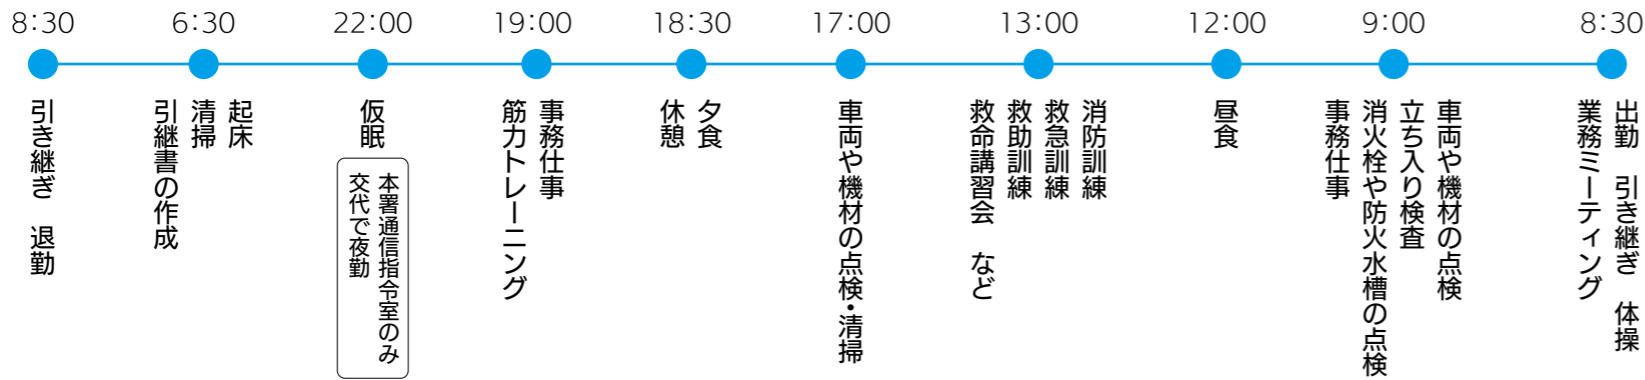 8:30
出勤　引き継ぎ　体操
業務ミーティング
9:00
車両や機材の点検
立ち入り検査
消火栓や防火水槽の点検
事務仕事
12:00
昼食
13:00
消防訓練
救急訓練
救助訓練
救命講習会　など
17:00
車両や機材の点検・清掃
18:30
夕食
休憩
19:00
事務仕事
筋力トレーニング
22:00
仮眠
本署通信指令室のみ
交代で夜勤
6:30
起床
清掃
引継書の作成
8:30
引き継ぎ　退勤